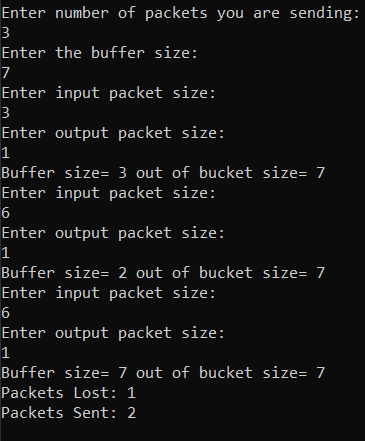 Enter number of packets you are sending:
3
Enter the buffer size:
7
Enter input packet size:
3
Enter output packet size:
1
Buffer size= 3 out of bucket size= 7
Enter input packet size:
6
Enter output packet size:
1
Buffer size= 2 out of bucket size= 7
Enter input packet size:
6
Enter output packet size:
1
Buffer size= 7 out of bucket size= 7
Packets Lost: 1
Packets Sent: 2